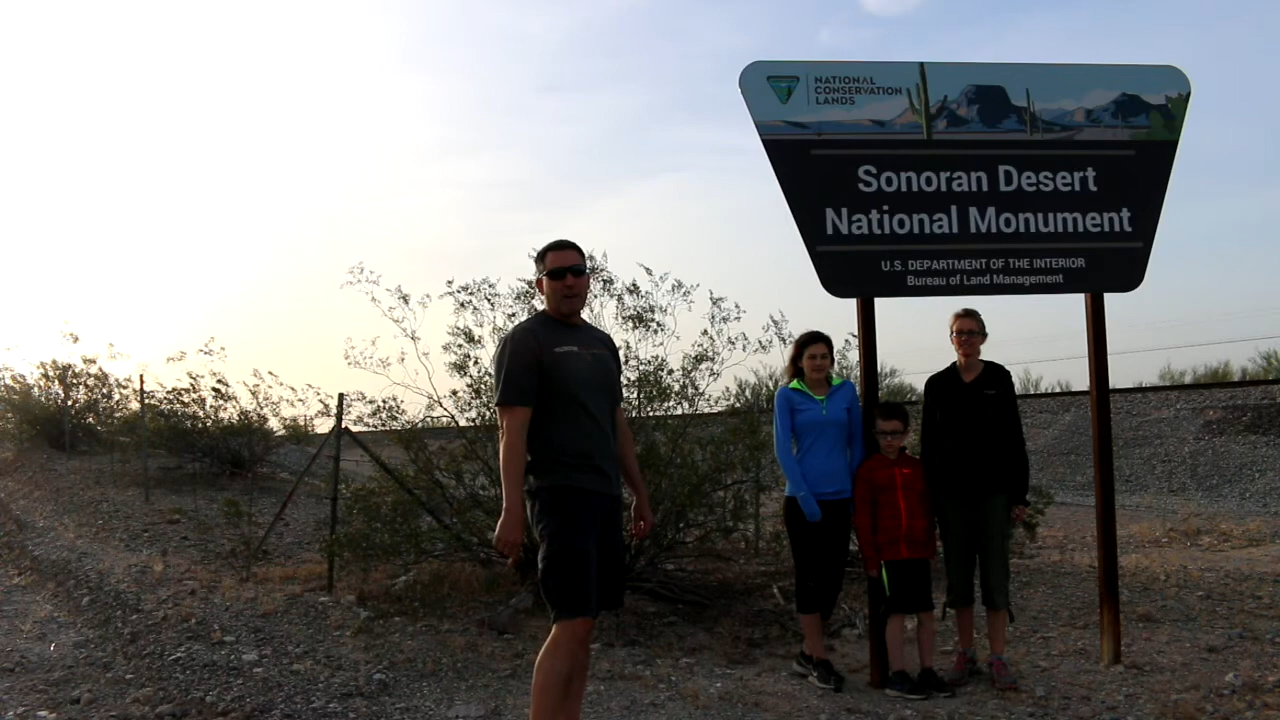 NATIONAL
CONSERVATION
LANDS
Sonoran Desert
National Monument
U.S. DEPARTMENT OF THE INTERIOR
Bureau of Land Management